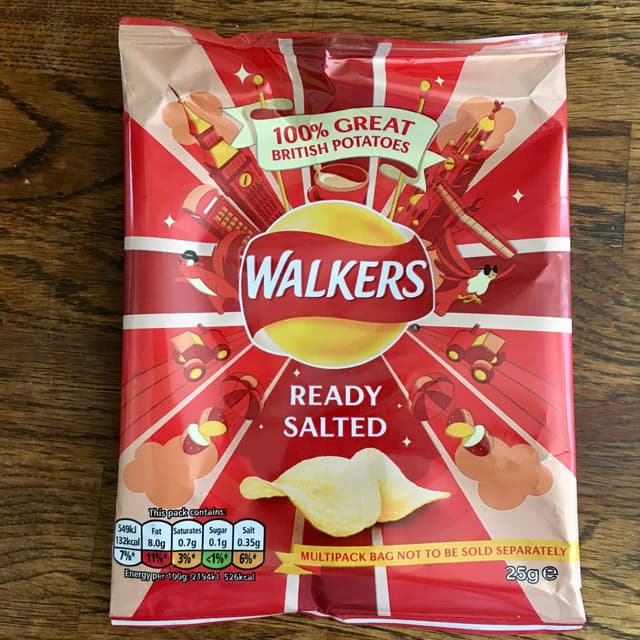 100% GREAT
BRITISH POTATOES
WALKERS
READY
SALTED
This pack contains:
549kJ
132kcal
7%*
Fat
8.0g
11%*
Saturates
0.7g
3%*
Sugar
0.1g
<1%*
Salt
0.35g
6%*
Energy per 100g: 2194kJ 526kcal
MULTIPACK BAG NOT TO BE SOLD SEPARATELY
25g ℮